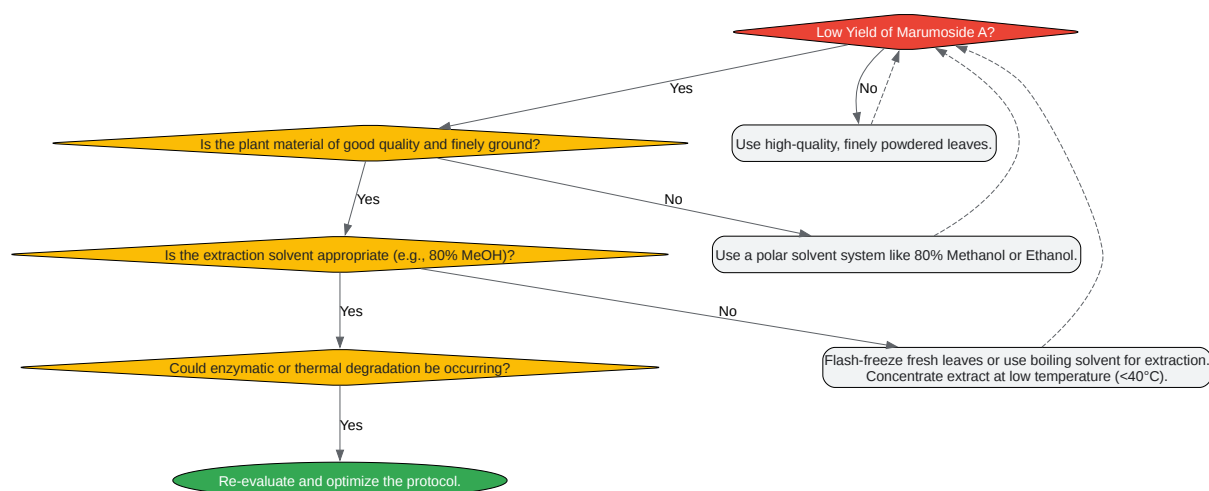 Low Yield of Marumoside A?
Yes
No
Is the plant material of good quality and finely ground?
Use high-quality, finely powdered leaves.
Yes
No
Is the extraction solvent appropriate (e.g., 80% MeOH)?
Use a polar solvent system like 80% Methanol or Ethanol.
Yes
No
Could enzymatic or thermal degradation be occurring?
Flash-freeze fresh leaves or use boiling solvent for extraction.
Concentrate extract at low temperature (<40°C).
Yes
Re-evaluate and optimize the protocol.